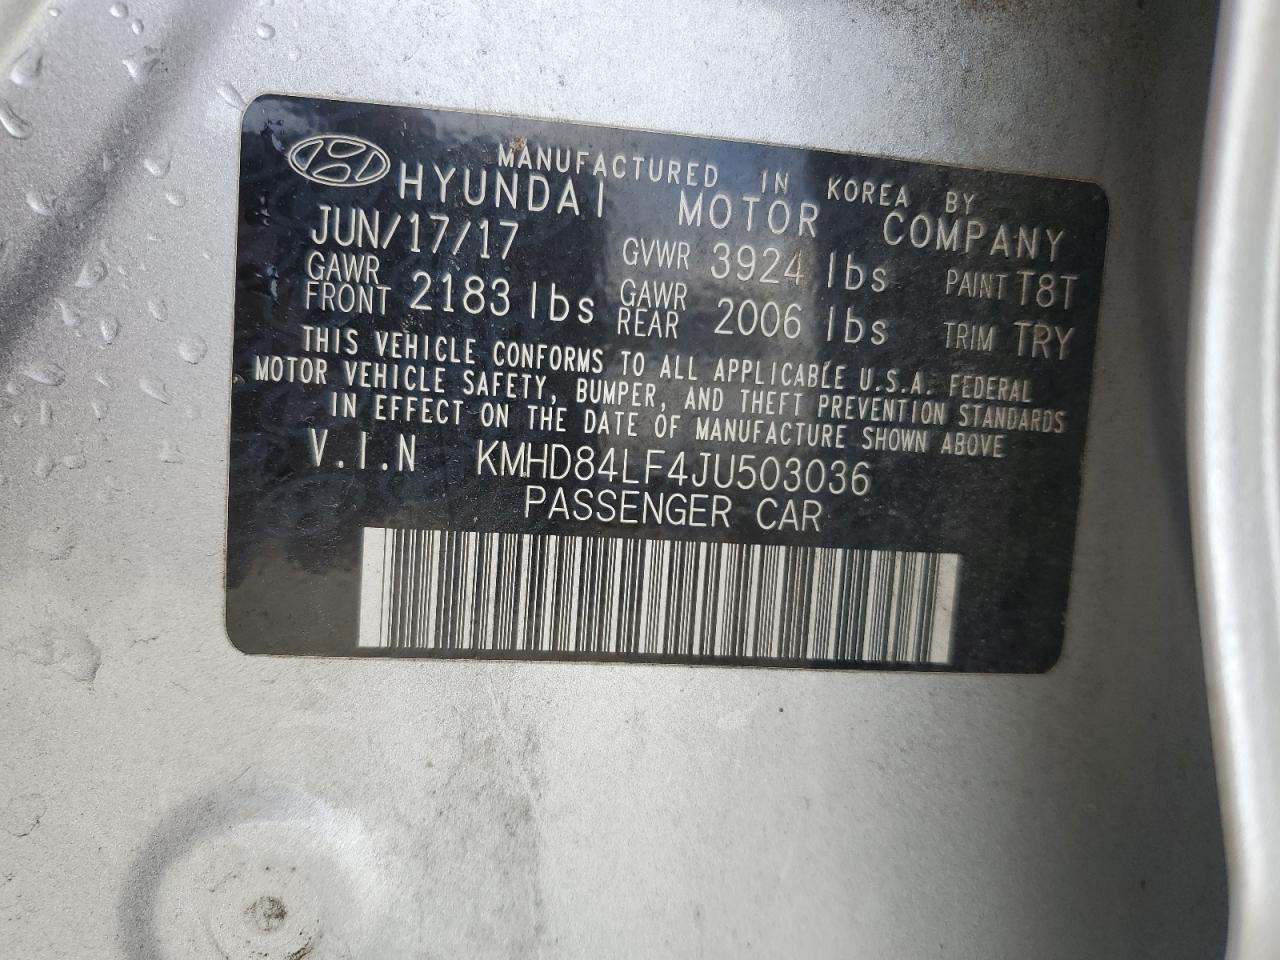 MANUFACTURED IN KOREA BY
HYUNDAI MOTOR COMPANY
JUN/17/17 GVWR 3924 lbs PAINT T8T
GAWR FRONT 2183 lbs GAWR REAR 2006 lbs TRIM TRY
THIS VEHICLE CONFORMS TO ALL APPLICABLE U.S.A. FEDERAL
MOTOR VEHICLE SAFETY, BUMPER, AND THEFT PREVENTION STANDARDS
IN EFFECT ON THE DATE OF MANUFACTURE SHOWN ABOVE
V.I.N KMHD84LF4JU503036
PASSENGER CAR